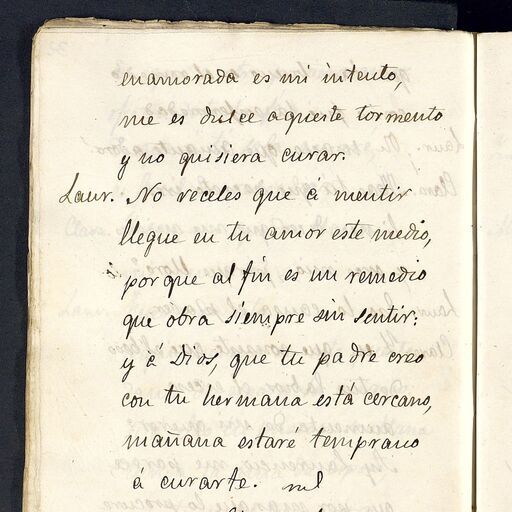 enamorada es mi intento,
me es dulce aqueste tormento
y no quisiera curar.
Laur. No receles que á mentir
llegue en tu amor este medio,
porque al fin es un remedio
que obra siempre sin sentir:
y á Dios, que tu padre creo
con tu hermana está cercano,
mañana estare temprano
a curarte.